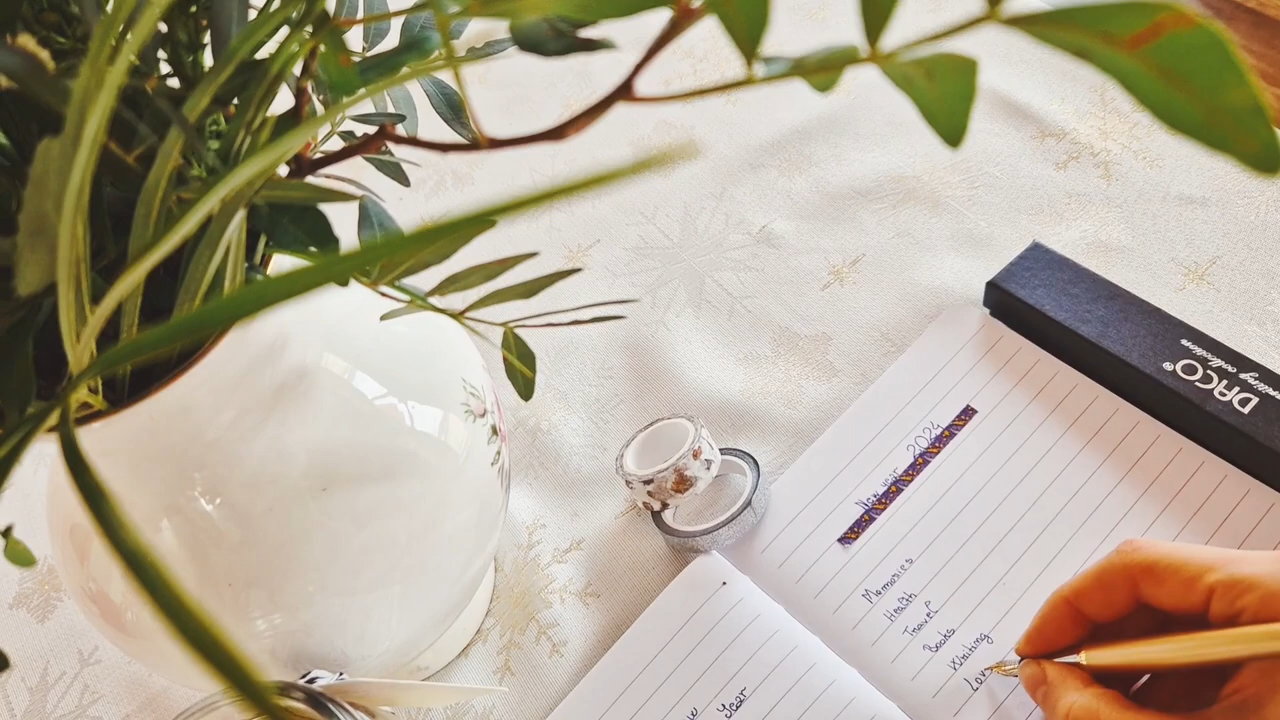 DACO®
writing collection
New year 2024
Memories
Health
Travel
Books
Writing
Year